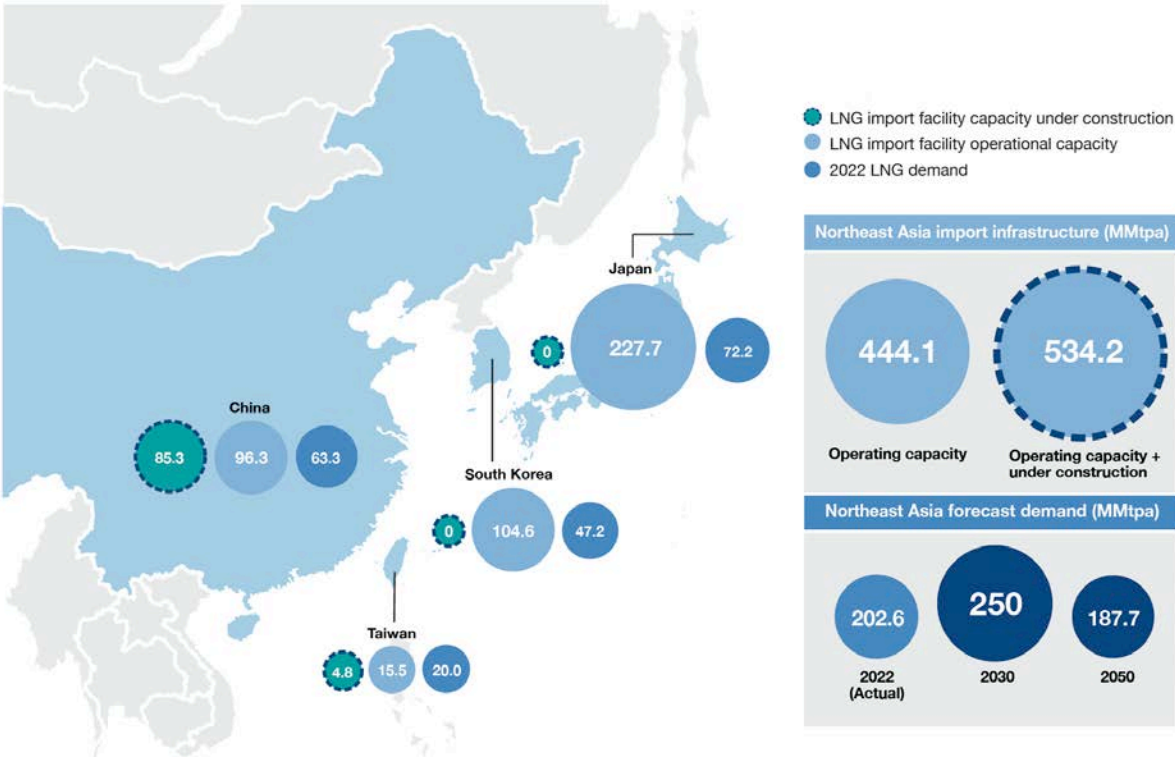 LNG import facility capacity under construction
LNG import facility operational capacity
2022 LNG demand
Japan
0
227.7
72.2
China
85.3
96.3
63.3
South Korea
0
104.6
47.2
Taiwan
4.8
15.5
20.0
Northeast Asia import infrastructure (MMtpa)
444.1
534.2
Operating capacity
Operating capacity +
under construction
Northeast Asia forecast demand (MMtpa)
202.6
250
187.7
2022
(Actual)
2030
2050